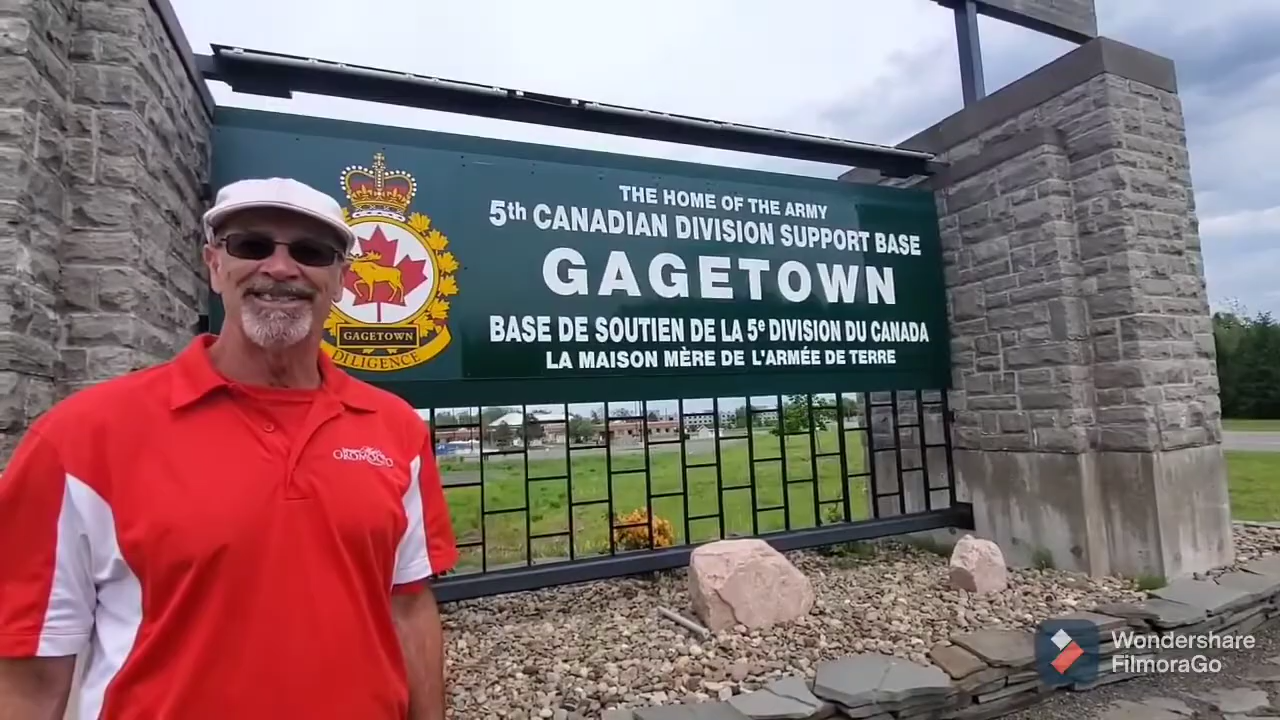 THE HOME OF THE ARMY
5th CANADIAN DIVISION SUPPORT BASE
GAGETOWN
BASE DE SOUTIEN DE LA 5e DIVISION DU CANADA
LA MAISON MÈRE DE L'ARMÉE DE TERRE
GAGETOWN
DILIGENCE
OROMOCTO
Wondershare
FilmoraGo